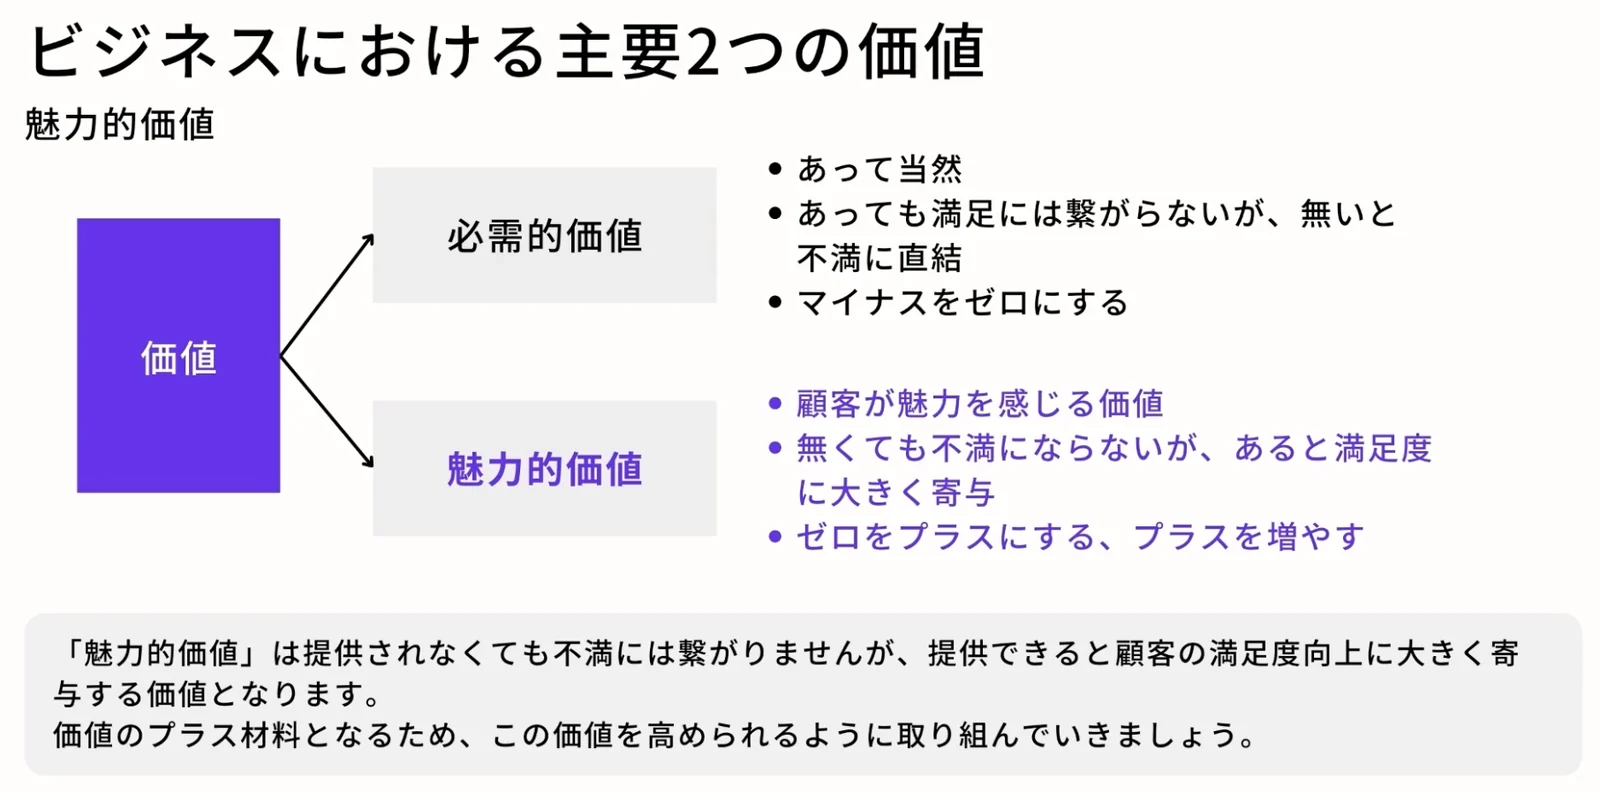 ビジネスにおける主要2つの価値
魅力的価値
価値
必需的価値
• あって当然
• あっても満足には繋がらないが、無いと
不満に直結
• マイナスをゼロにする
魅力的価値
• 顧客が魅力を感じる価値
• 無くても不満にならないが、あると満足度
に大きく寄与
• ゼロをプラスにする、プラスを増やす
「魅力的価値」は提供されなくても不満には繋がりませんが、提供できると顧客の満足度向上に大きく寄
与する価値となります。
価値のプラス材料となるため、この価値を高められるように取り組んでいきましょう。